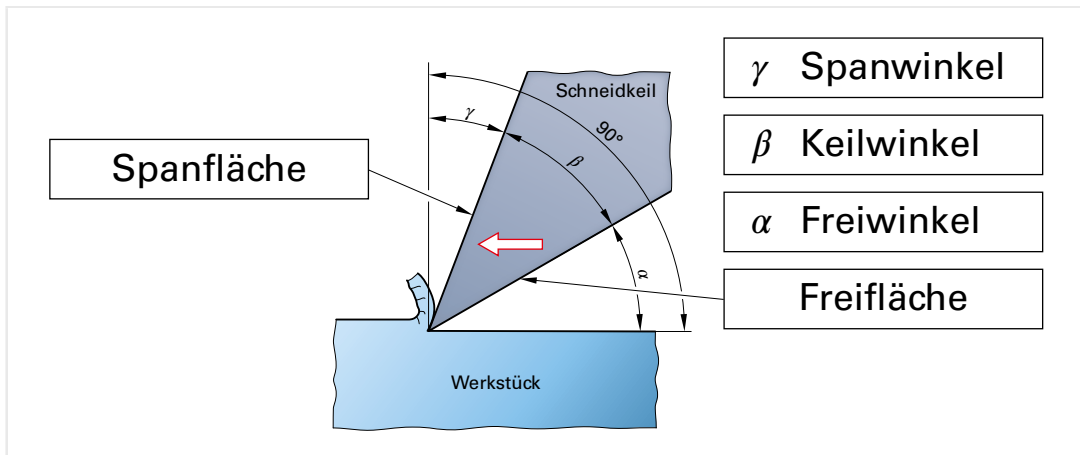 γ Spanwinkel
Schneidkeil
γ
90°
Spanfläche
β
β Keilwinkel
α Freiwinkel
α
Freifläche
Werkstück